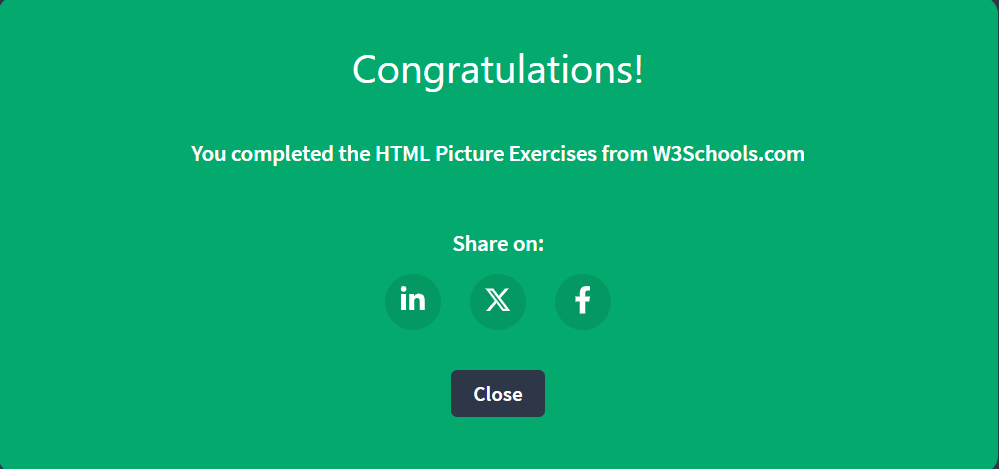 Congratulations!
You completed the HTML Picture Exercises from W3Schools.com
Share on:
in X f
Close